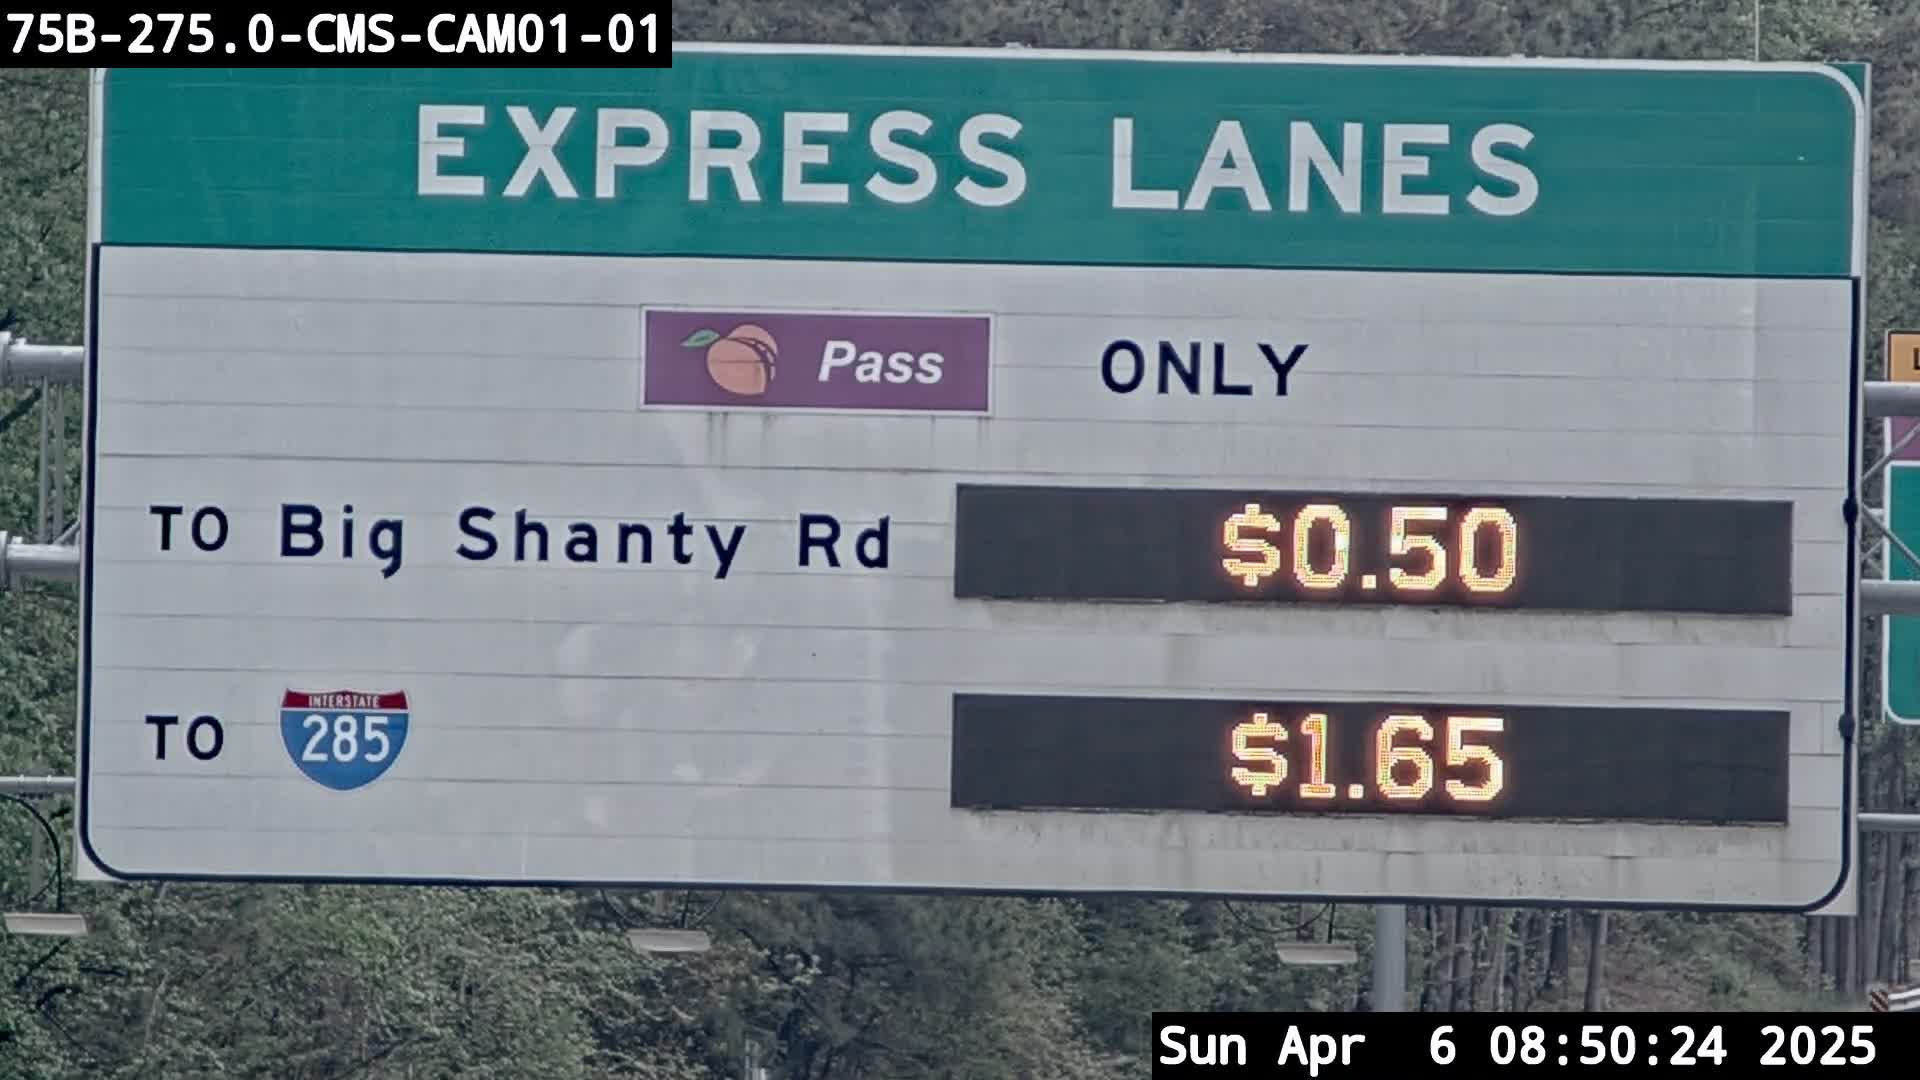 75B-275.0-CMS-CAM01-01
EXPRESS LANES
Pass ONLY
TO Big Shanty Rd $0.50
TO INTERSTATE 285 $1.65
Sun Apr 6 08:50:24 2025